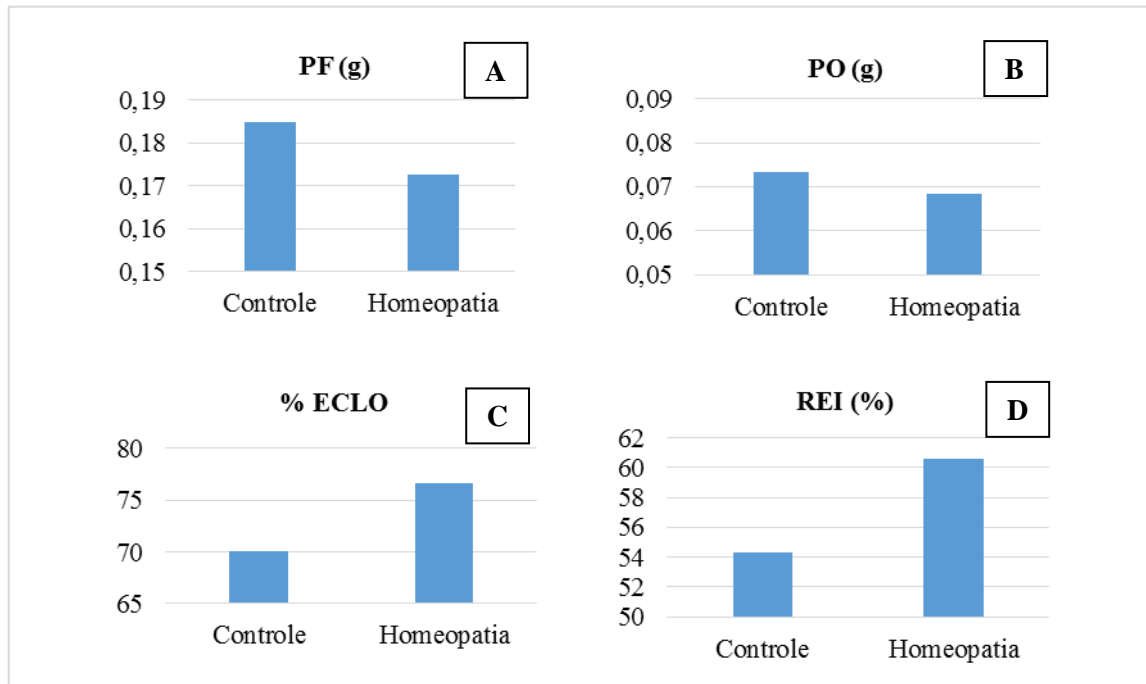 PF (g)
A
0,19
0,18
0,17
0,16
0,15
Controle Homeopatia
PO (g)
B
0,09
0,08
0,07
0,06
0,05
Controle Homeopatia
% ECLO
C
80
75
70
65
Controle Homeopatia
REI (%)
D
62
60
58
56
54
52
50
Controle Homeopatia